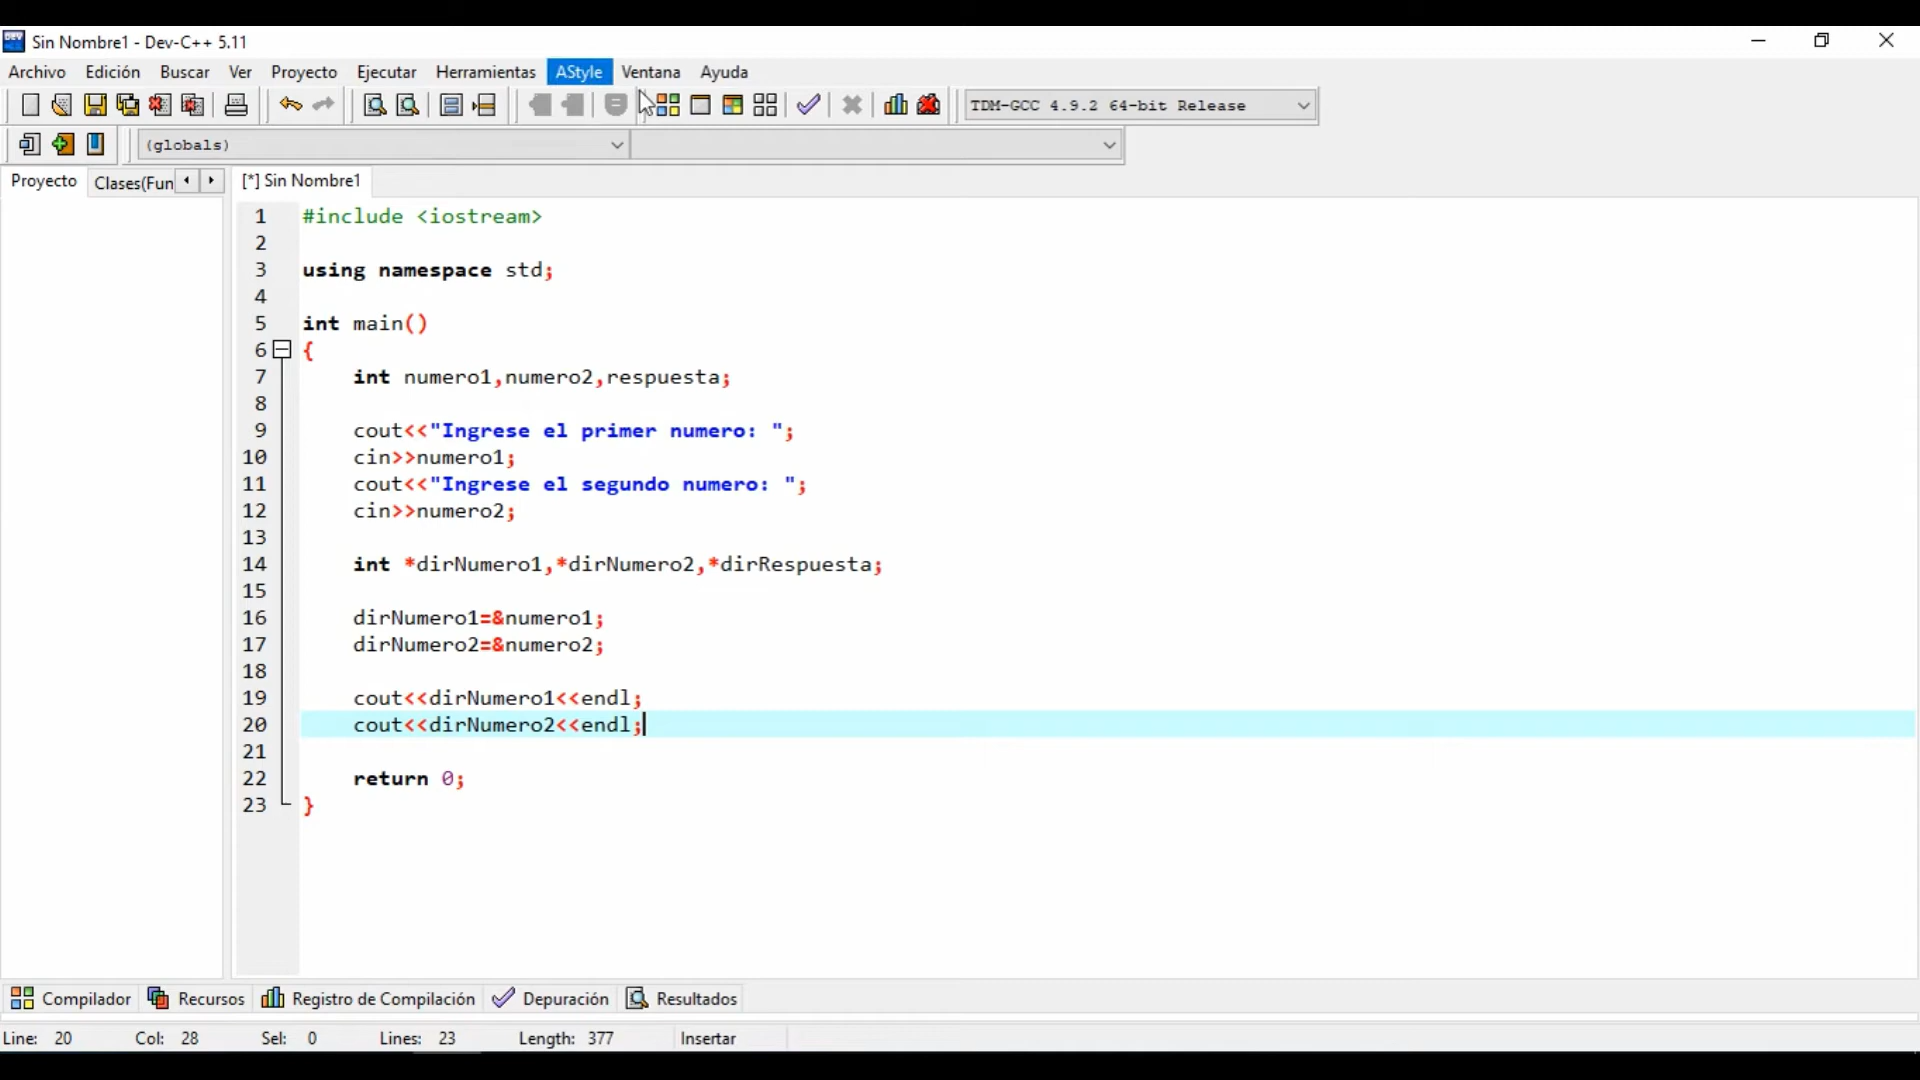 Sin Nombre1 - Dev-C++ 5.11
Archivo Edición Buscar Ver Proyecto Ejecutar Herramientas AStyle Ventana Ayuda
TDM-GCC 4.9.2 64-bit Release
(globals)
Proyecto Clases(Fun [*] Sin Nombre1
1 #include <iostream>
2
3 using namespace std;
4
5 int main()
6 {
7 int numero1,numero2,respuesta;
8
9 cout<<"Ingrese el primer numero: ";
10 cin>>numero1;
11 cout<<"Ingrese el segundo numero: ";
12 cin>>numero2;
13
14 int *dirNumero1,*dirNumero2,*dirRespuesta;
15
16 dirNumero1=&numero1;
17 dirNumero2=&numero2;
18
19 cout<<dirNumero1<<endl;
20 cout<<dirNumero2<<endl;
21
22 return 0;
23 }
Compilador Recursos Registro de Compilación Depuración Resultados
Line: 20 Col: 28 Sel: 0 Lines: 23 Length: 377 Insertar